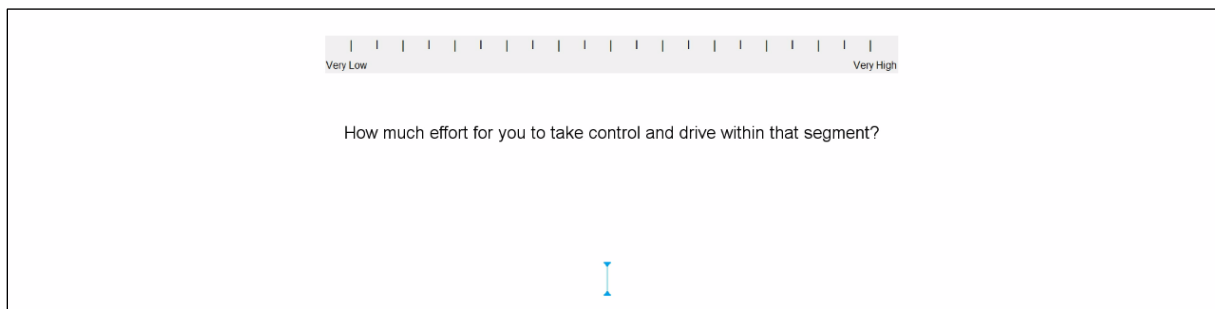 Very Low Very High
How much effort for you to take control and drive within that segment?